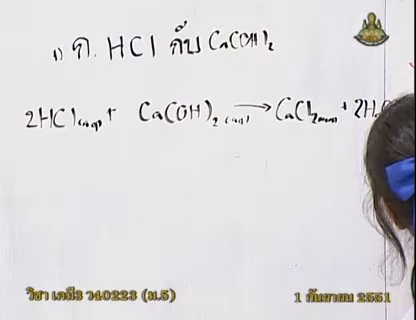 1) ก. HCl กับ Ca(OH)₂
2HCl(aq) + Ca(OH)₂(aq) → CaCl₂(aq) + 2H₂
วิชา เคมี3 ว40223 (ม.5)
1 กันยายน 2551